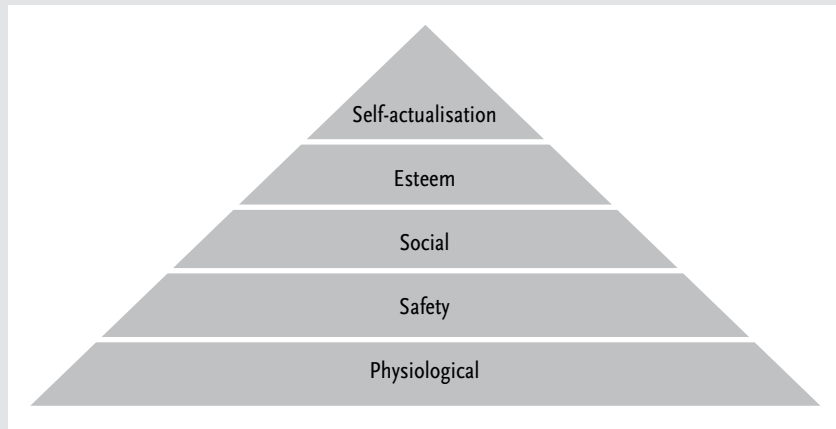 Self-actualisation
Esteem
Social
Safety
Physiological